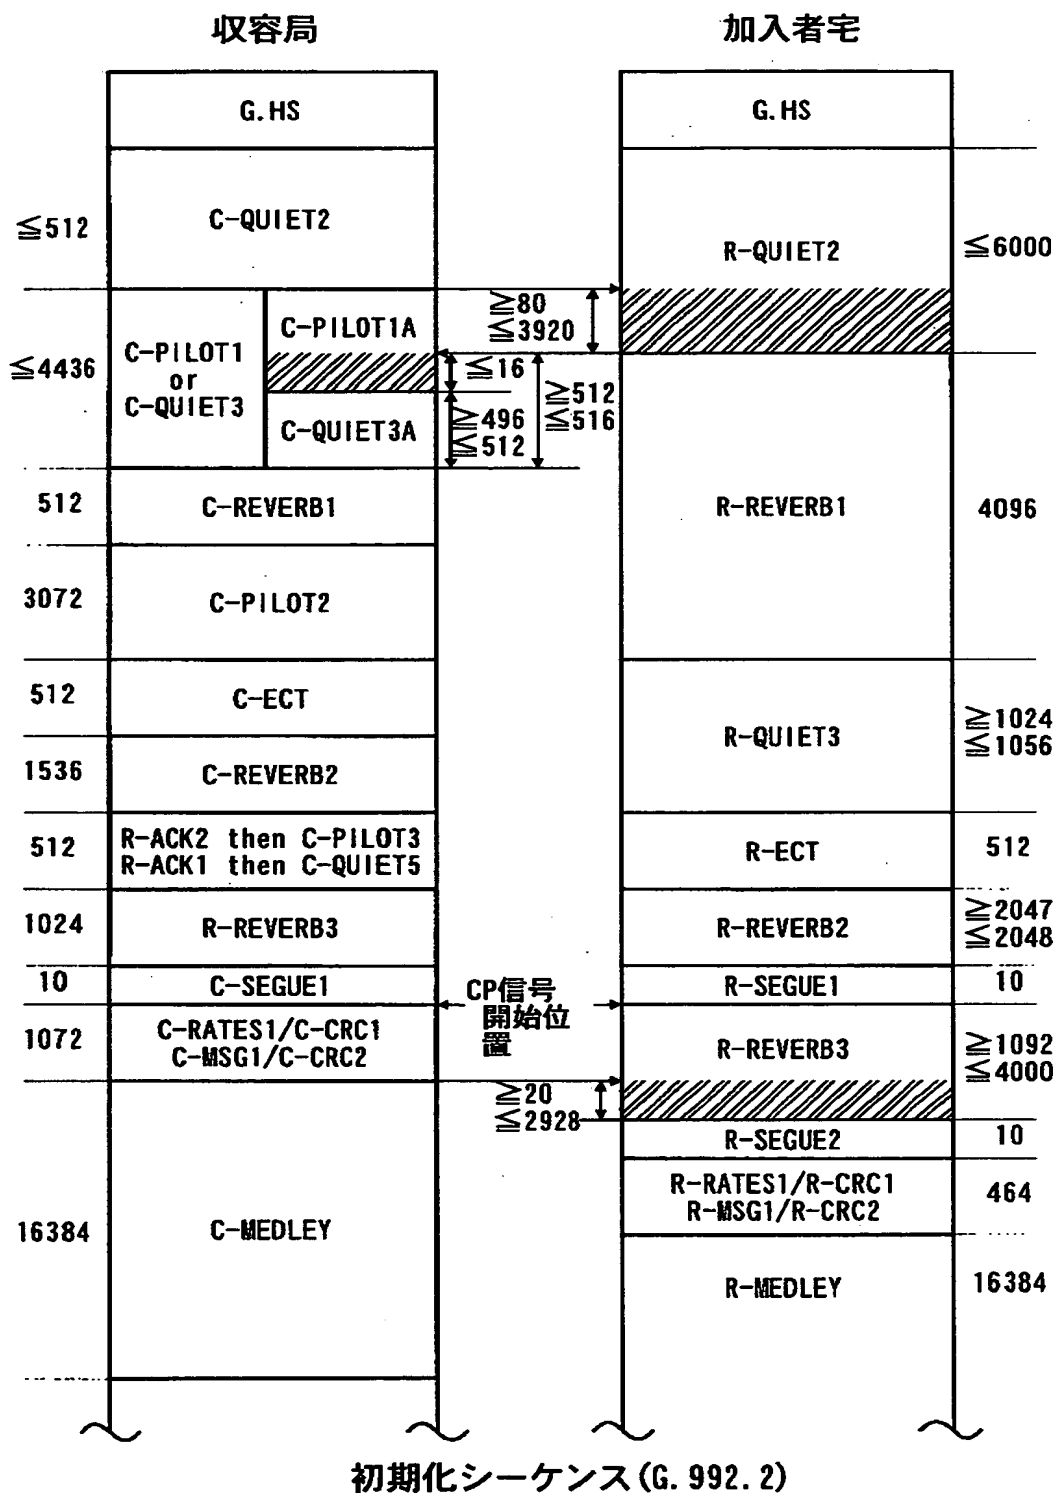 収容局
加入者宅
G.HS
G.HS
≦512
C-QUIET2
R-QUIET2
≦6000
≧80
≦3920
≦4436
C-PILOT1
or
C-QUIET3
C-PILOT1A
≦16
≧512
≦516
C-QUIET3A
≧496
≦512
512
C-REVERB1
R-REVERB1
4096
3072
C-PILOT2
512
C-ECT
R-QUIET3
≧1024
≦1056
1536
C-REVERB2
512
R-ACK2 then C-PILOT3
R-ACK1 then C-QUIET5
R-ECT
512
1024
R-REVERB3
R-REVERB2
≧2047
≦2048
10
C-SEGUE1
CP信号
開始位
置
R-SEGUE1
10
1072
C-RATES1/C-CRC1
C-MSG1/C-CRC2
R-REVERB3
≧1092
≦4000
≧20
≦2928
R-SEGUE2
10
R-RATES1/R-CRC1
R-MSG1/R-CRC2
464
16384
C-MEDLEY
R-MEDLEY
16384
初期化シーケンス(G.992.2)